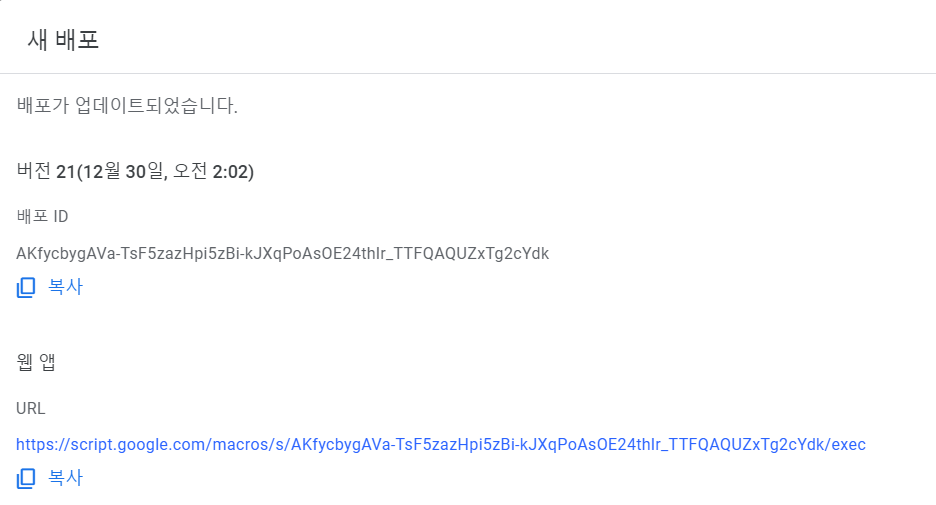 새 배포
배포가 업데이트되었습니다.
버전 21(12월 30일, 오전 2:02)
배포 ID
AKfycbygAVa-TsF5zazHpi5zBi-kJXqPoAsOE24thlr_TTFQAQUZxTg2cYdk
복사
웹 앱
URL
https://script.google.com/macros/s/AKfycbygAVa-TsF5zazHpi5zBi-kJXqPoAsOE24thlr_TTFQAQUZxTg2cYdk/exec
복사